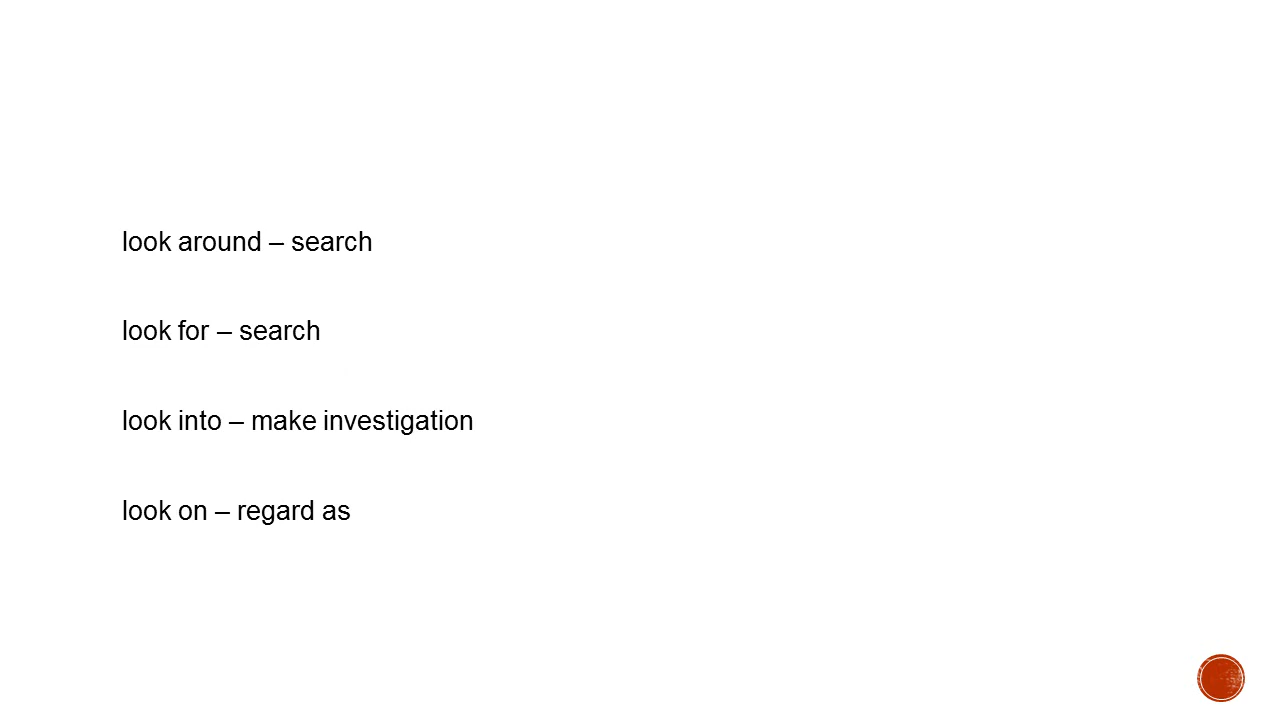 look around – search
look for – search
look into – make investigation
look on – regard as